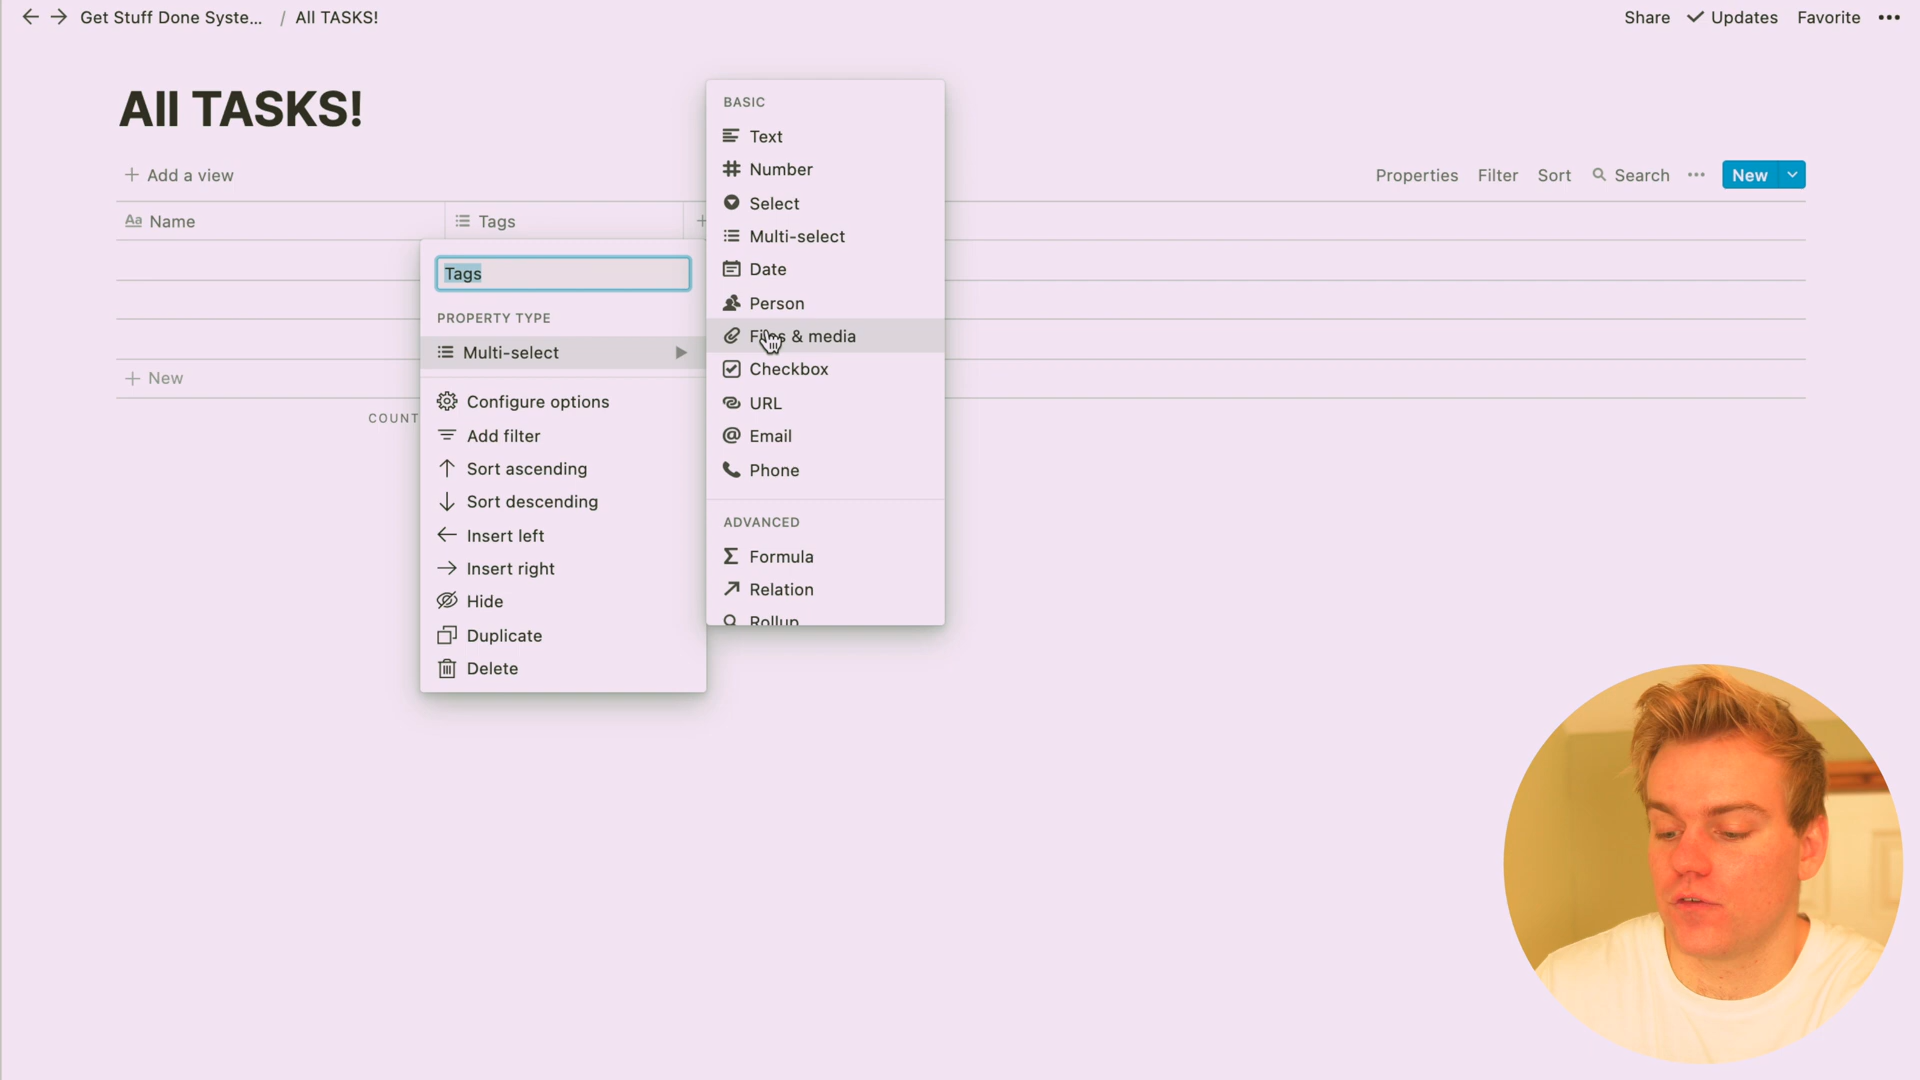 Get Stuff Done Syste... / All TASKS!
Share Updates Favorite
All TASKS!
Add a view
Properties Filter Sort Search New
Aa Name
Tags
New
COUNT
Tags
PROPERTY TYPE
Multi-select
Configure options
Add filter
Sort ascending
Sort descending
Insert left
Insert right
Hide
Duplicate
Delete
BASIC
Text
Number
Select
Multi-select
Date
Person
Files & media
Checkbox
URL
Email
Phone
ADVANCED
Formula
Relation
Rollup